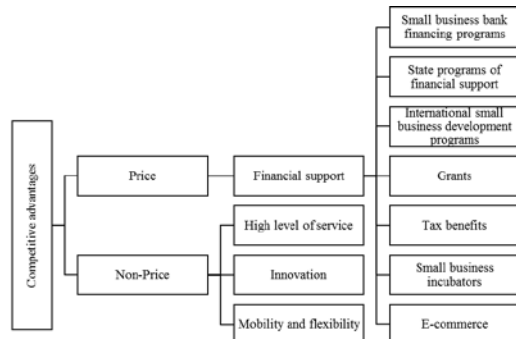 Competitive advantages
Price
Non-Price
Financial support
High level of service
Innovation
Mobility and flexibility
Small business bank
financing programs
State programs of
financial support
International small
business development
programs
Grants
Tax benefits
Small business
incubators
E-commerce